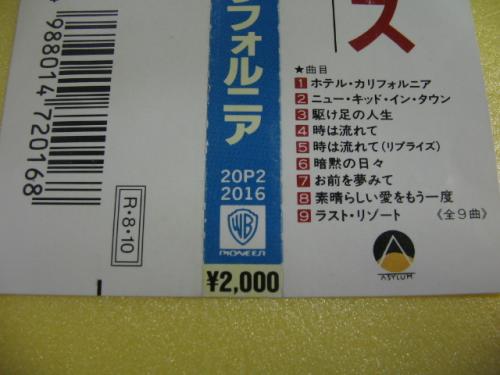 4988014720168
R・8・10
フォルニア
20P2
2016
WB
PIONEER
¥2,000
ス
★曲目
1 ホテル・カリフォルニア
2 ニュー・キッド・イン・タウン
3 駆け足の人生
4 時は流れて
5 時は流れて(リプライズ)
6 暗黙の日々
7 お前を夢みて
8 素晴らしい愛をもう一度
9 ラスト・リゾート 《全9曲》
ASYLUM